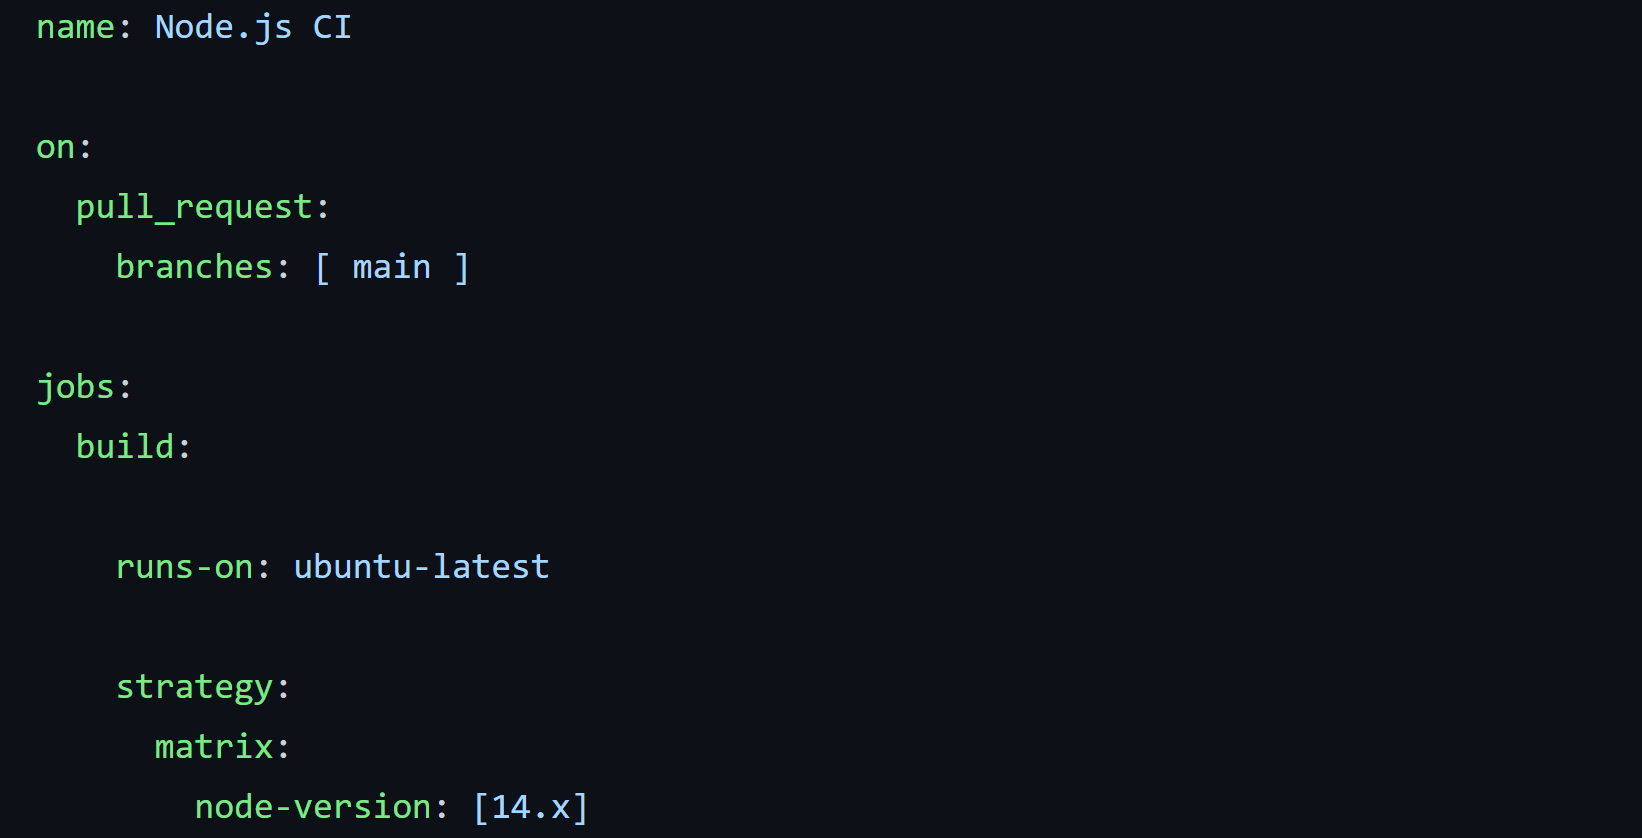 name: Node.js CI
on:
  pull_request:
    branches: [ main ]
jobs:
  build:
    runs-on: ubuntu-latest
    strategy:
      matrix:
        node-version: [14.x]